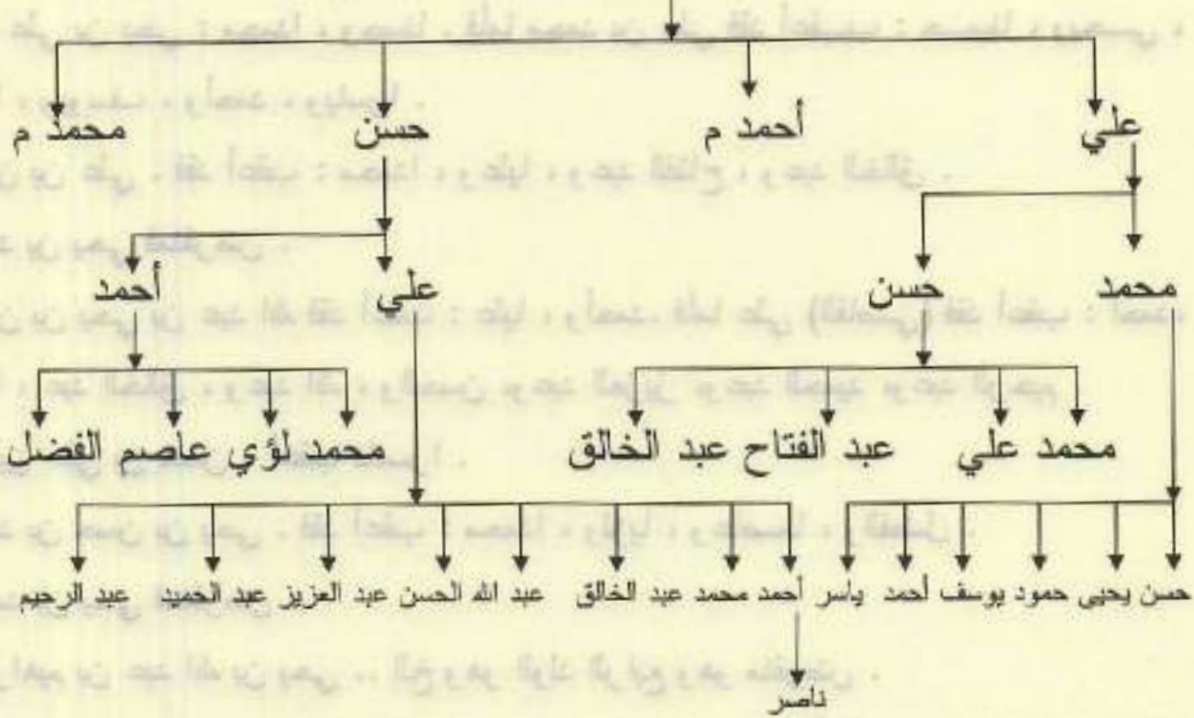 علي أحمد م حسن محمد م
محمد حسن علي أحمد
محمد علي عبد الفتاح عبد الخالق محمد لؤي عاصم الفضل
حسن يحيى حمود يوسف أحمد ياسر أحمد محمد عبد الخالق عبد الله الحسن عبد العزيز عبد الحميد عبد الرحيم
ناصر